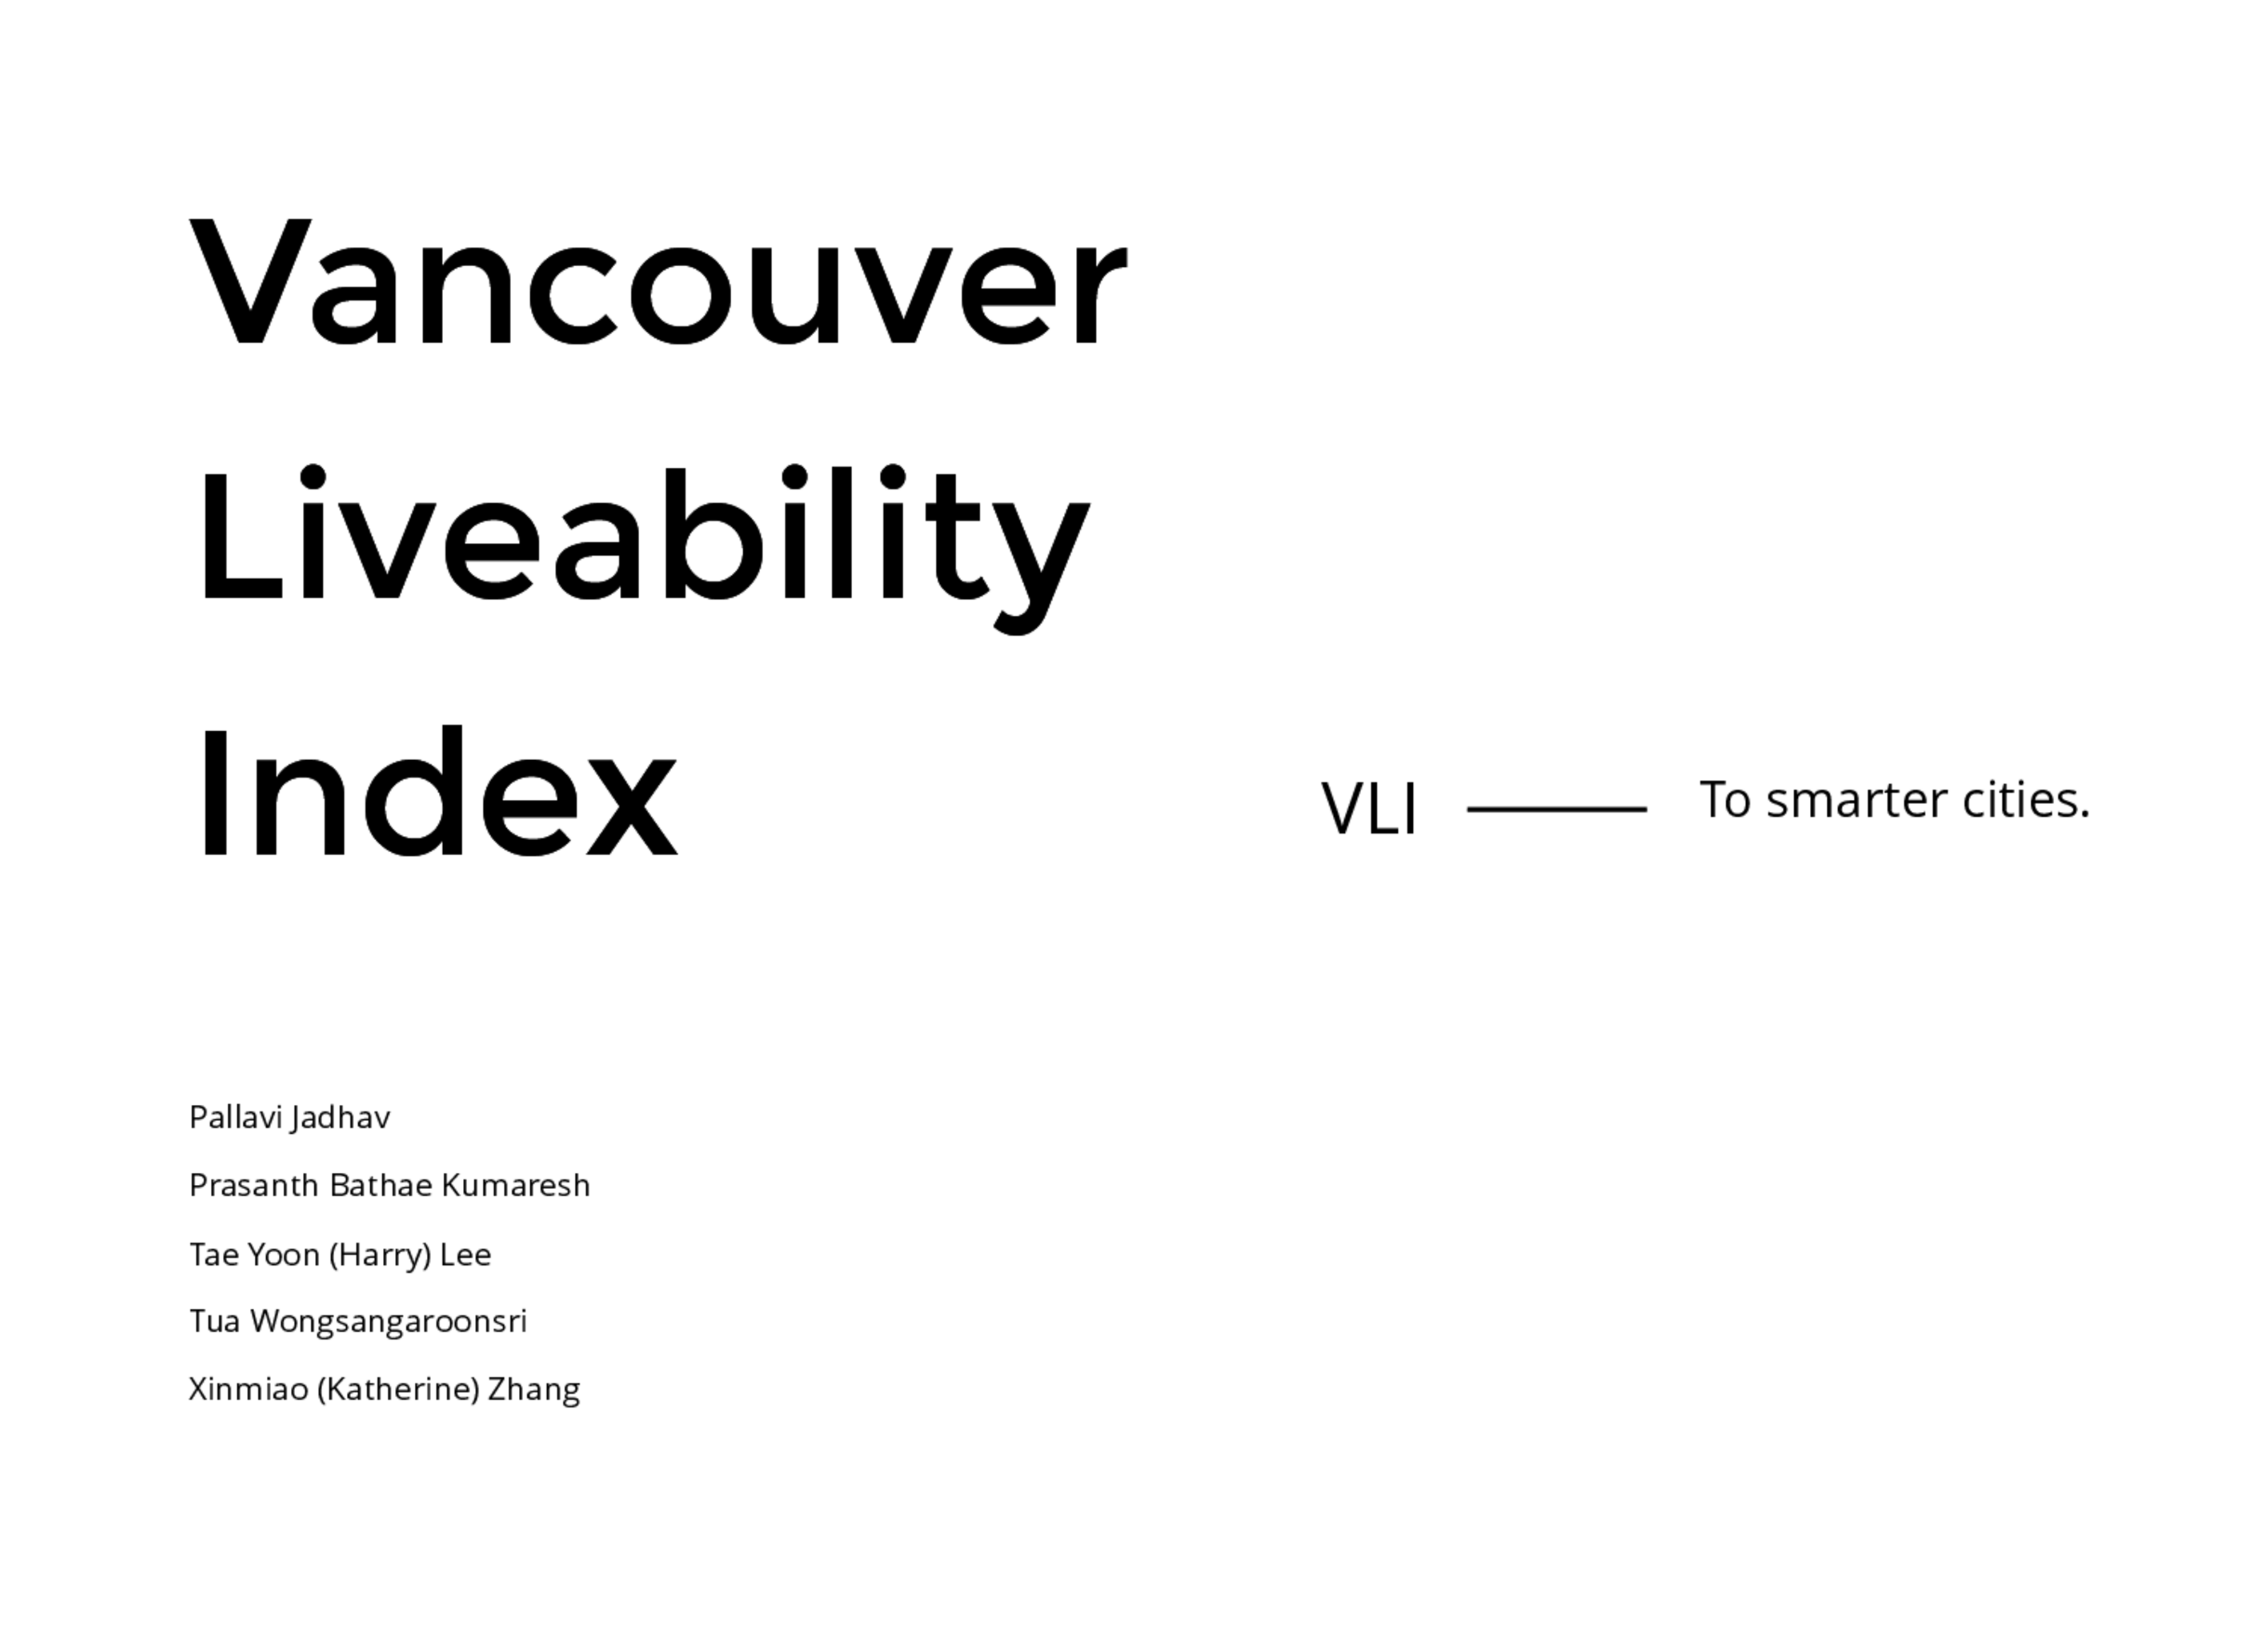 Vancouver
Liveability
Index
VLI To smarter cities.
Pallavi Jadhav
Prasanth Bathae Kumaresh
Tae Yoon (Harry) Lee
Tua Wongsangaroonsri
Xinmiao (Katherine) Zhang